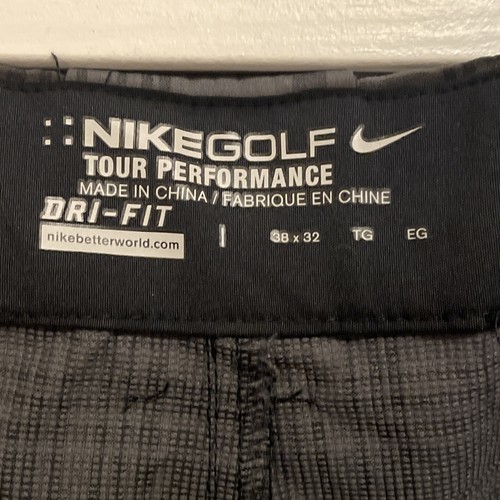 NIKEGOLF
TOUR PERFORMANCE
MADE IN CHINA / FABRIQUE EN CHINE
DRI-FIT
nikebetterworld.com
38 x 32 TG EG